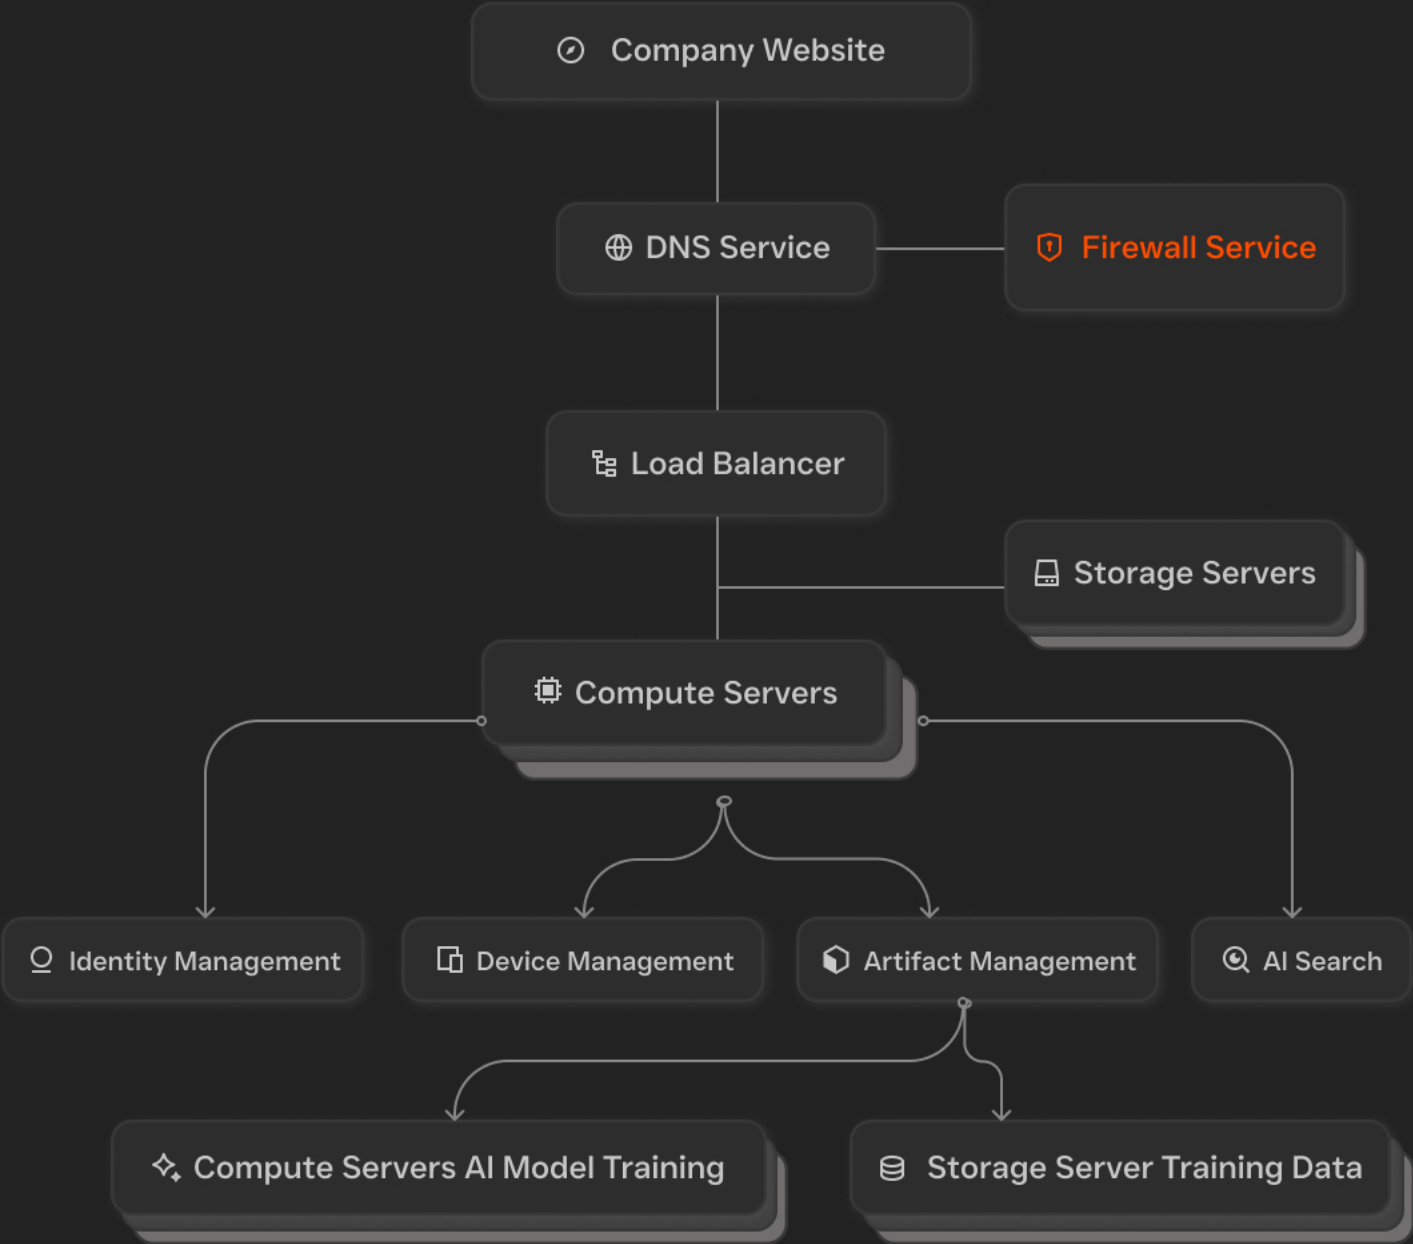 Company Website
DNS Service
Firewall Service
Load Balancer
Storage Servers
Compute Servers
Identity Management
Device Management
Artifact Management
AI Search
Compute Servers AI Model Training
Storage Server Training Data